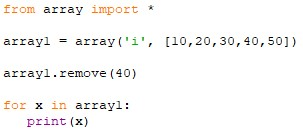 from array import *
array1 = array('i', [10,20,30,40,50])
array1.remove(40)
for x in array1:
   print(x)